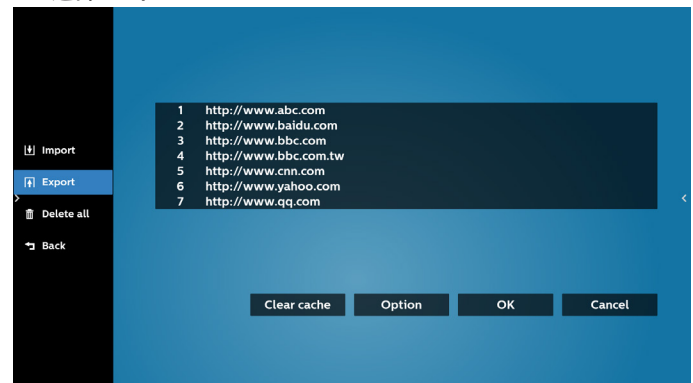 Import
Export
Delete all
Back
1 http://www.abc.com
2 http://www.baidu.com
3 http://www.bbc.com
4 http://www.bbc.com.tw
5 http://www.cnn.com
6 http://www.yahoo.com
7 http://www.qq.com
Clear cache
Option
OK
Cancel